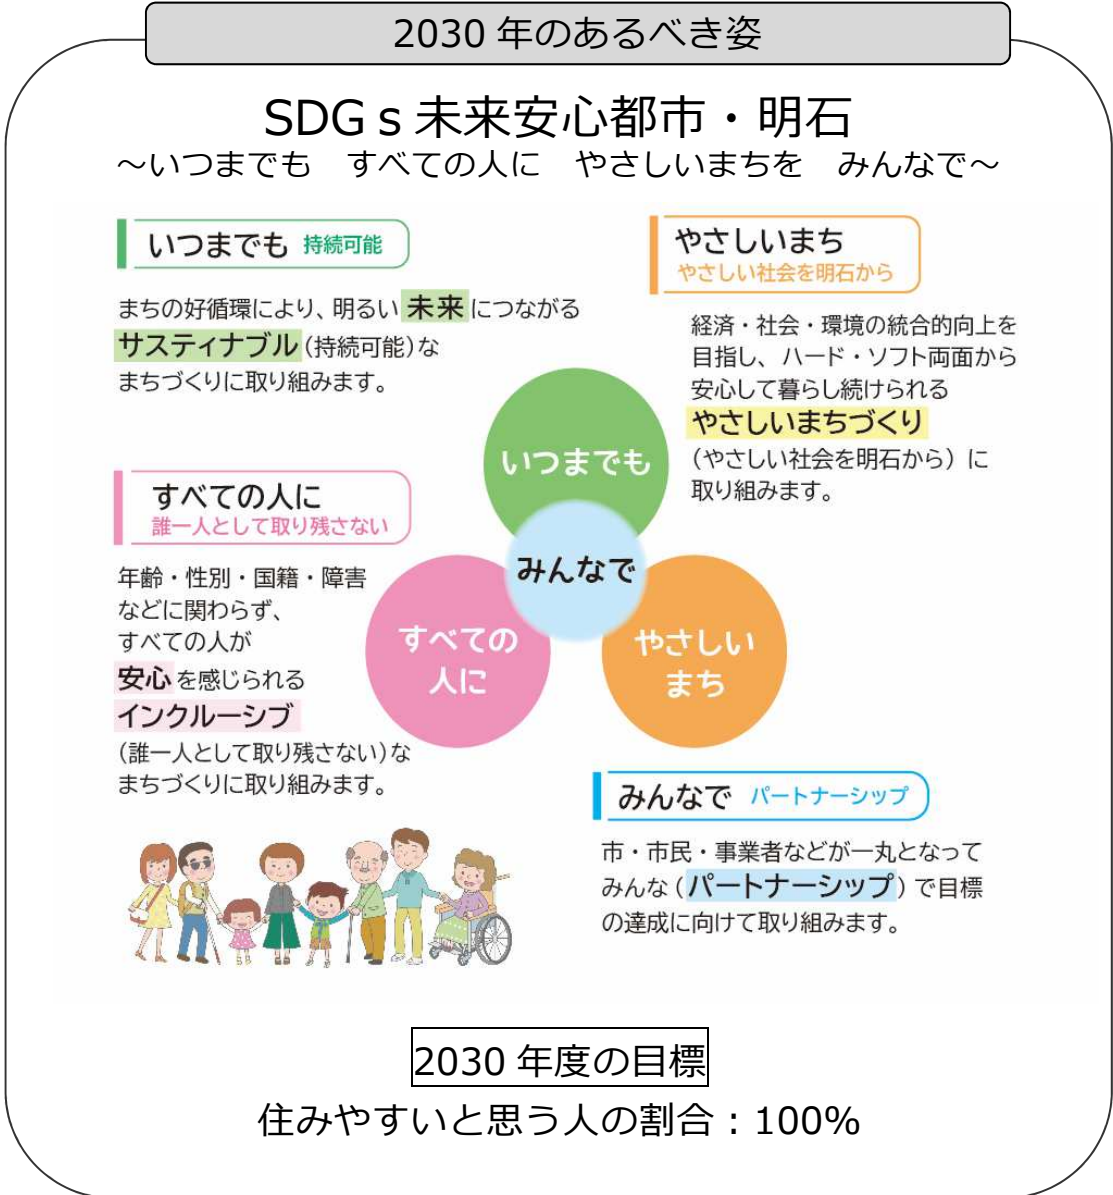 2030 年のあるべき姿
SDGｓ未来安心都市・明石
～いつまでも　すべての人に　やさしいまちを　みんなで～
いつまでも 持続可能
まちの好循環により、明るい 未来 につながる
サスティナブル（持続可能）な
まちづくりに取り組みます。
やさしいまち
やさしい社会を明石から
経済・社会・環境の統合的向上を
目指し、ハード・ソフト両面から
安心して暮らし続けられる
やさしいまちづくり
（やさしい社会を明石から）に
取り組みます。
すべての人に
誰一人として取り残さない
年齢・性別・国籍・障害
などに関わらず、
すべての人が
安心 を感じられる
インクルーシブ
（誰一人として取り残さない）な
まちづくりに取り組みます。
いつまでも
みんなで
すべての
人に
やさしい
まち
みんなで パートナーシップ
市・市民・事業者などが一丸となって
みんな（パートナーシップ）で目標
の達成に向けて取り組みます。
2030 年度の目標
住みやすいと思う人の割合：100%